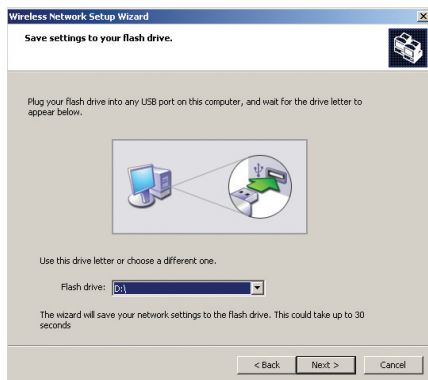 Wireless Network Setup Wizard
Save settings to your flash drive.
Plug your flash drive into any USB port on this computer, and wait for the drive letter to
appear below.
Use this drive letter or choose a different one.
Flash drive: D:\
The wizard will save your network settings to the flash drive. This could take up to 30
seconds
< Back Next > Cancel